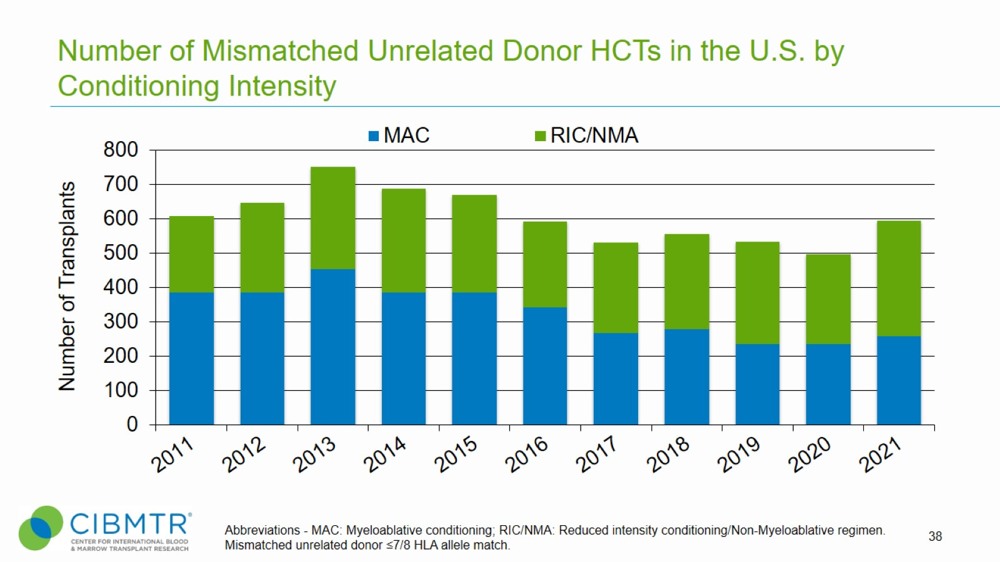 Number of Mismatched Unrelated Donor HCTs in the U.S. by
Conditioning Intensity
MAC
RIC/NMA
Number of Transplants
800
700
600
500
400
300
200
100
0
2011
2012
2013
2014
2015
2016
2017
2018
2019
2020
2021
CIBMTR®
CENTER FOR INTERNATIONAL BLOOD
& MARROW TRANSPLANT RESEARCH
Abbreviations - MAC: Myeloablative conditioning; RIC/NMA: Reduced intensity conditioning/Non-Myeloablative regimen.
Mismatched unrelated donor ≤7/8 HLA allele match.
38